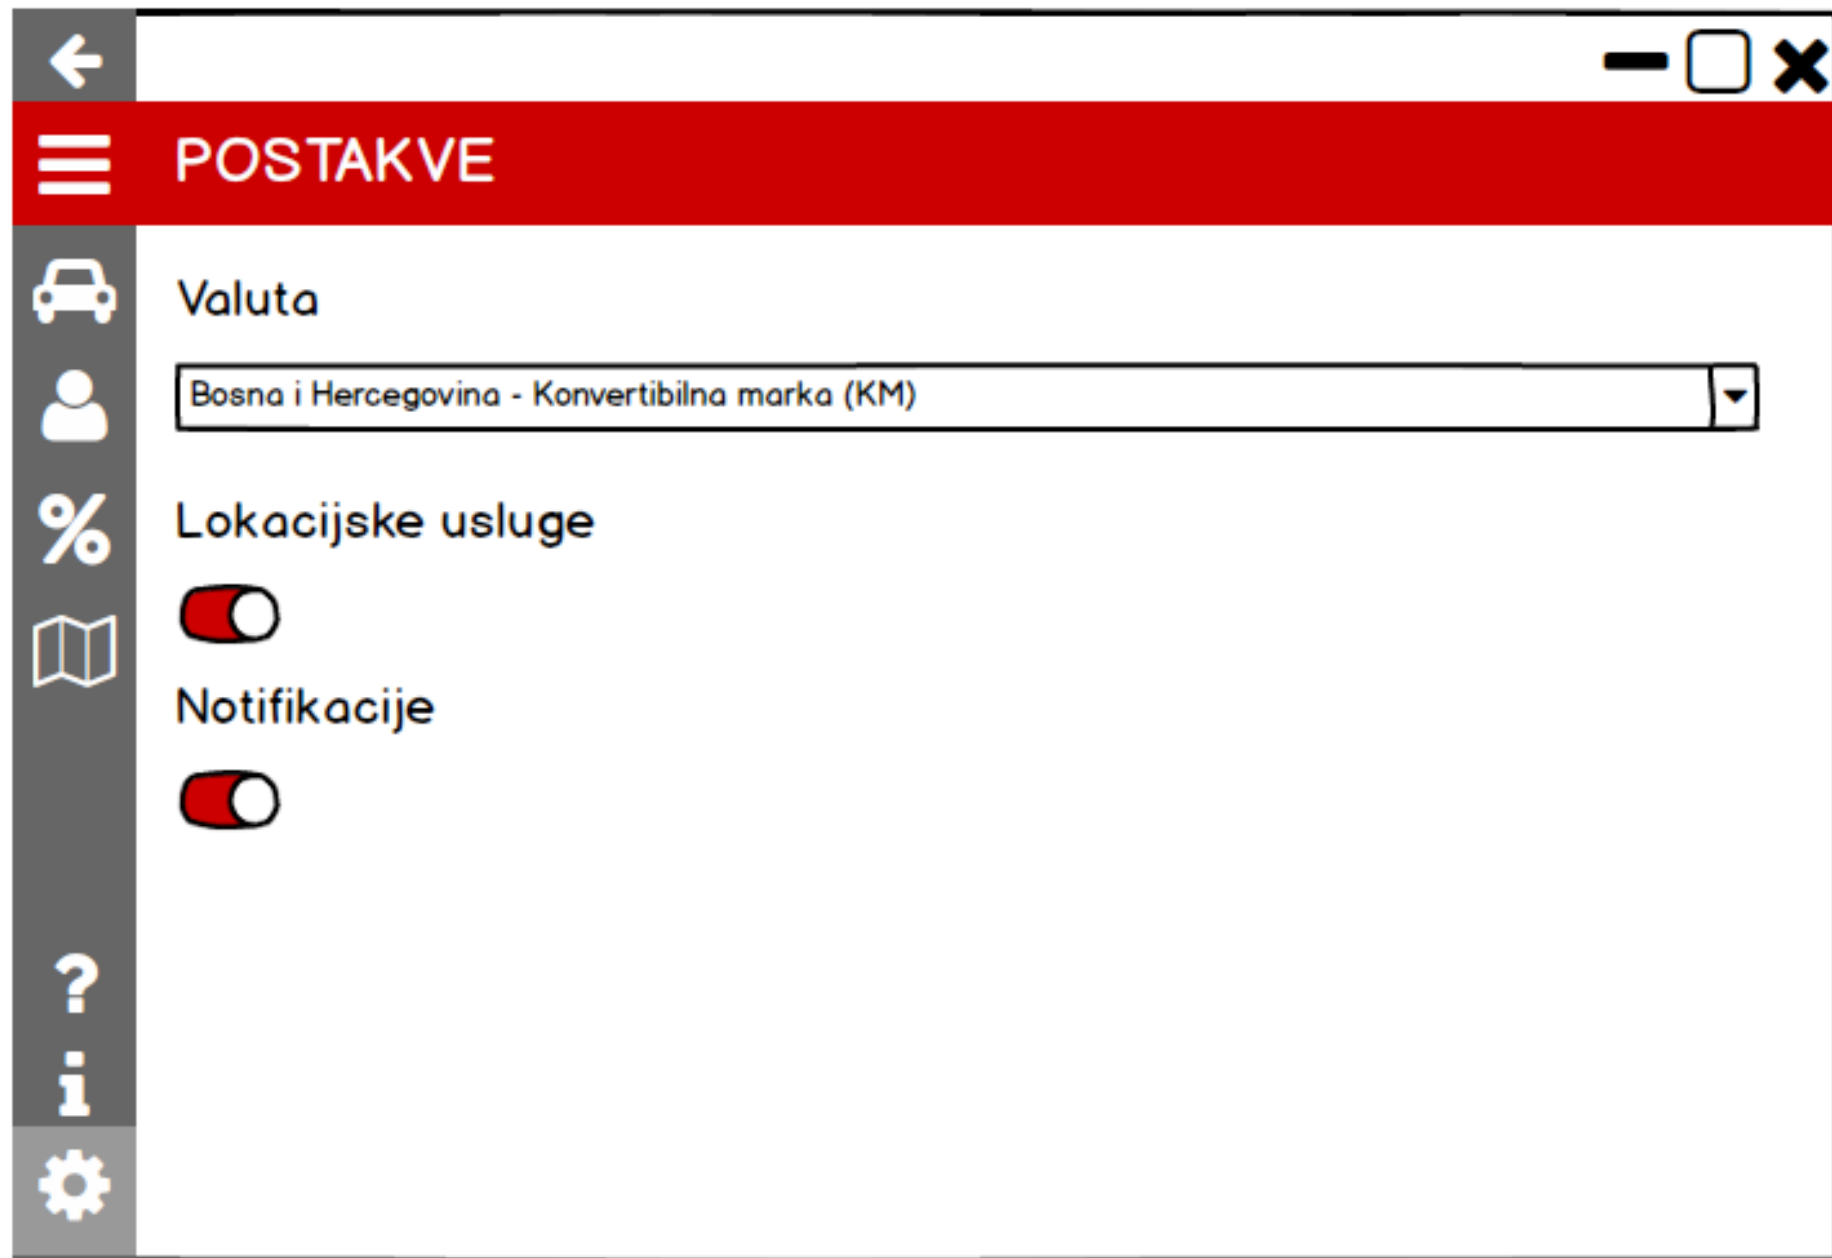 POSTAKVE
Valuta
Bosna i Hercegovina - Konvertibilna marka (KM)
Lokacijske usluge
Notifikacije